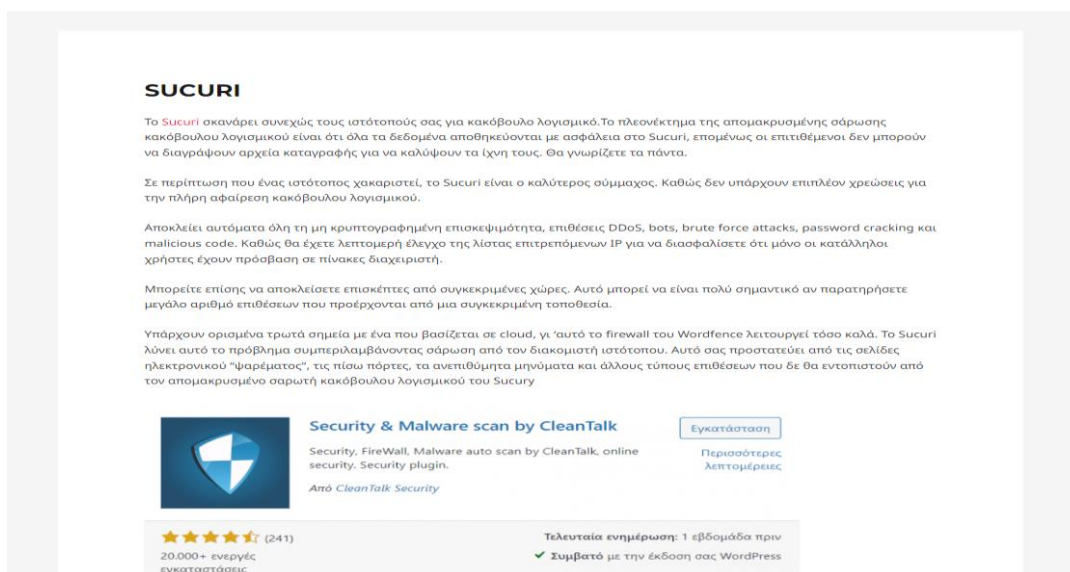 SUCURI
Το Sucuri σκανάρει συνεχώς τους ιστότοπούς σας για κακόβουλο λογισμικό.Το πλεονέκτημα της απομακρυσμένης σάρωσης
κακόβουλου λογισμικού είναι ότι όλα τα δεδομένα αποθηκεύονται με ασφάλεια στο Sucuri, επομένως οι επιτιθέμενοι δεν μπορούν
να διαγράψουν αρχεία καταγραφής για να καλύψουν τα ίχνη τους. Θα γνωρίζετε τα πάντα.
Σε περίπτωση που ένας ιστότοπος χακαριστεί, το Sucuri είναι ο καλύτερος σύμμαχος. Καθώς δεν υπάρχουν επιπλέον χρεώσεις για
την πλήρη αφαίρεση κακόβουλου λογισμικού.
Αποκλείει αυτόματα όλη τη μη κρυπτογραφημένη επισκεψιμότητα, επιθέσεις DDoS, bots, brute force attacks, password cracking και
malicious code. Καθώς θα έχετε λεπτομερή έλεγχο της λίστας επιτρεπόμενων IP για να διασφαλίσετε ότι μόνο οι κατάλληλοι
χρήστες έχουν πρόσβαση σε πίνακες διαχειριστή.
Μπορείτε επίσης να αποκλείσετε επισκέπτες από συγκεκριμένες χώρες. Αυτό μπορεί να είναι πολύ σημαντικό αν παρατηρήσετε
μεγάλο αριθμό επιθέσεων που προέρχονται από μια συγκεκριμένη τοποθεσία.
Υπάρχουν ορισμένα τρωτά σημεία με ένα που βασίζεται σε cloud, γι 'αυτό το firewall του Wordfence λειτουργεί τόσο καλά. Το Sucuri
λύνει αυτό το πρόβλημα συμπεριλαμβάνοντας σάρωση από τον διακομιστή ιστότοπου. Αυτό σας προστατεύει από τις σελίδες
ηλεκτρονικού "ψαρέματος", τις πίσω πόρτες, τα ανεπιθύμητα μηνύματα και άλλους τύπους επιθέσεων που δε θα εντοπιστούν από
τον απομακρυσμένο σαρωτή κακόβουλου λογισμικού του Sucury
Security & Malware scan by CleanTalk
Εγκατάσταση
Security, FireWall, Malware auto scan by CleanTalk, online
security. Security plugin.
Περισσότερες
λεπτομέρειες
Από CleanTalk Security
(241)
Τελευταία ενημέρωση: 1 εβδομάδα πριν
20.000+ ενεργές
εγκαταστάσεις
Συμβατό με την έκδοση σας WordPress